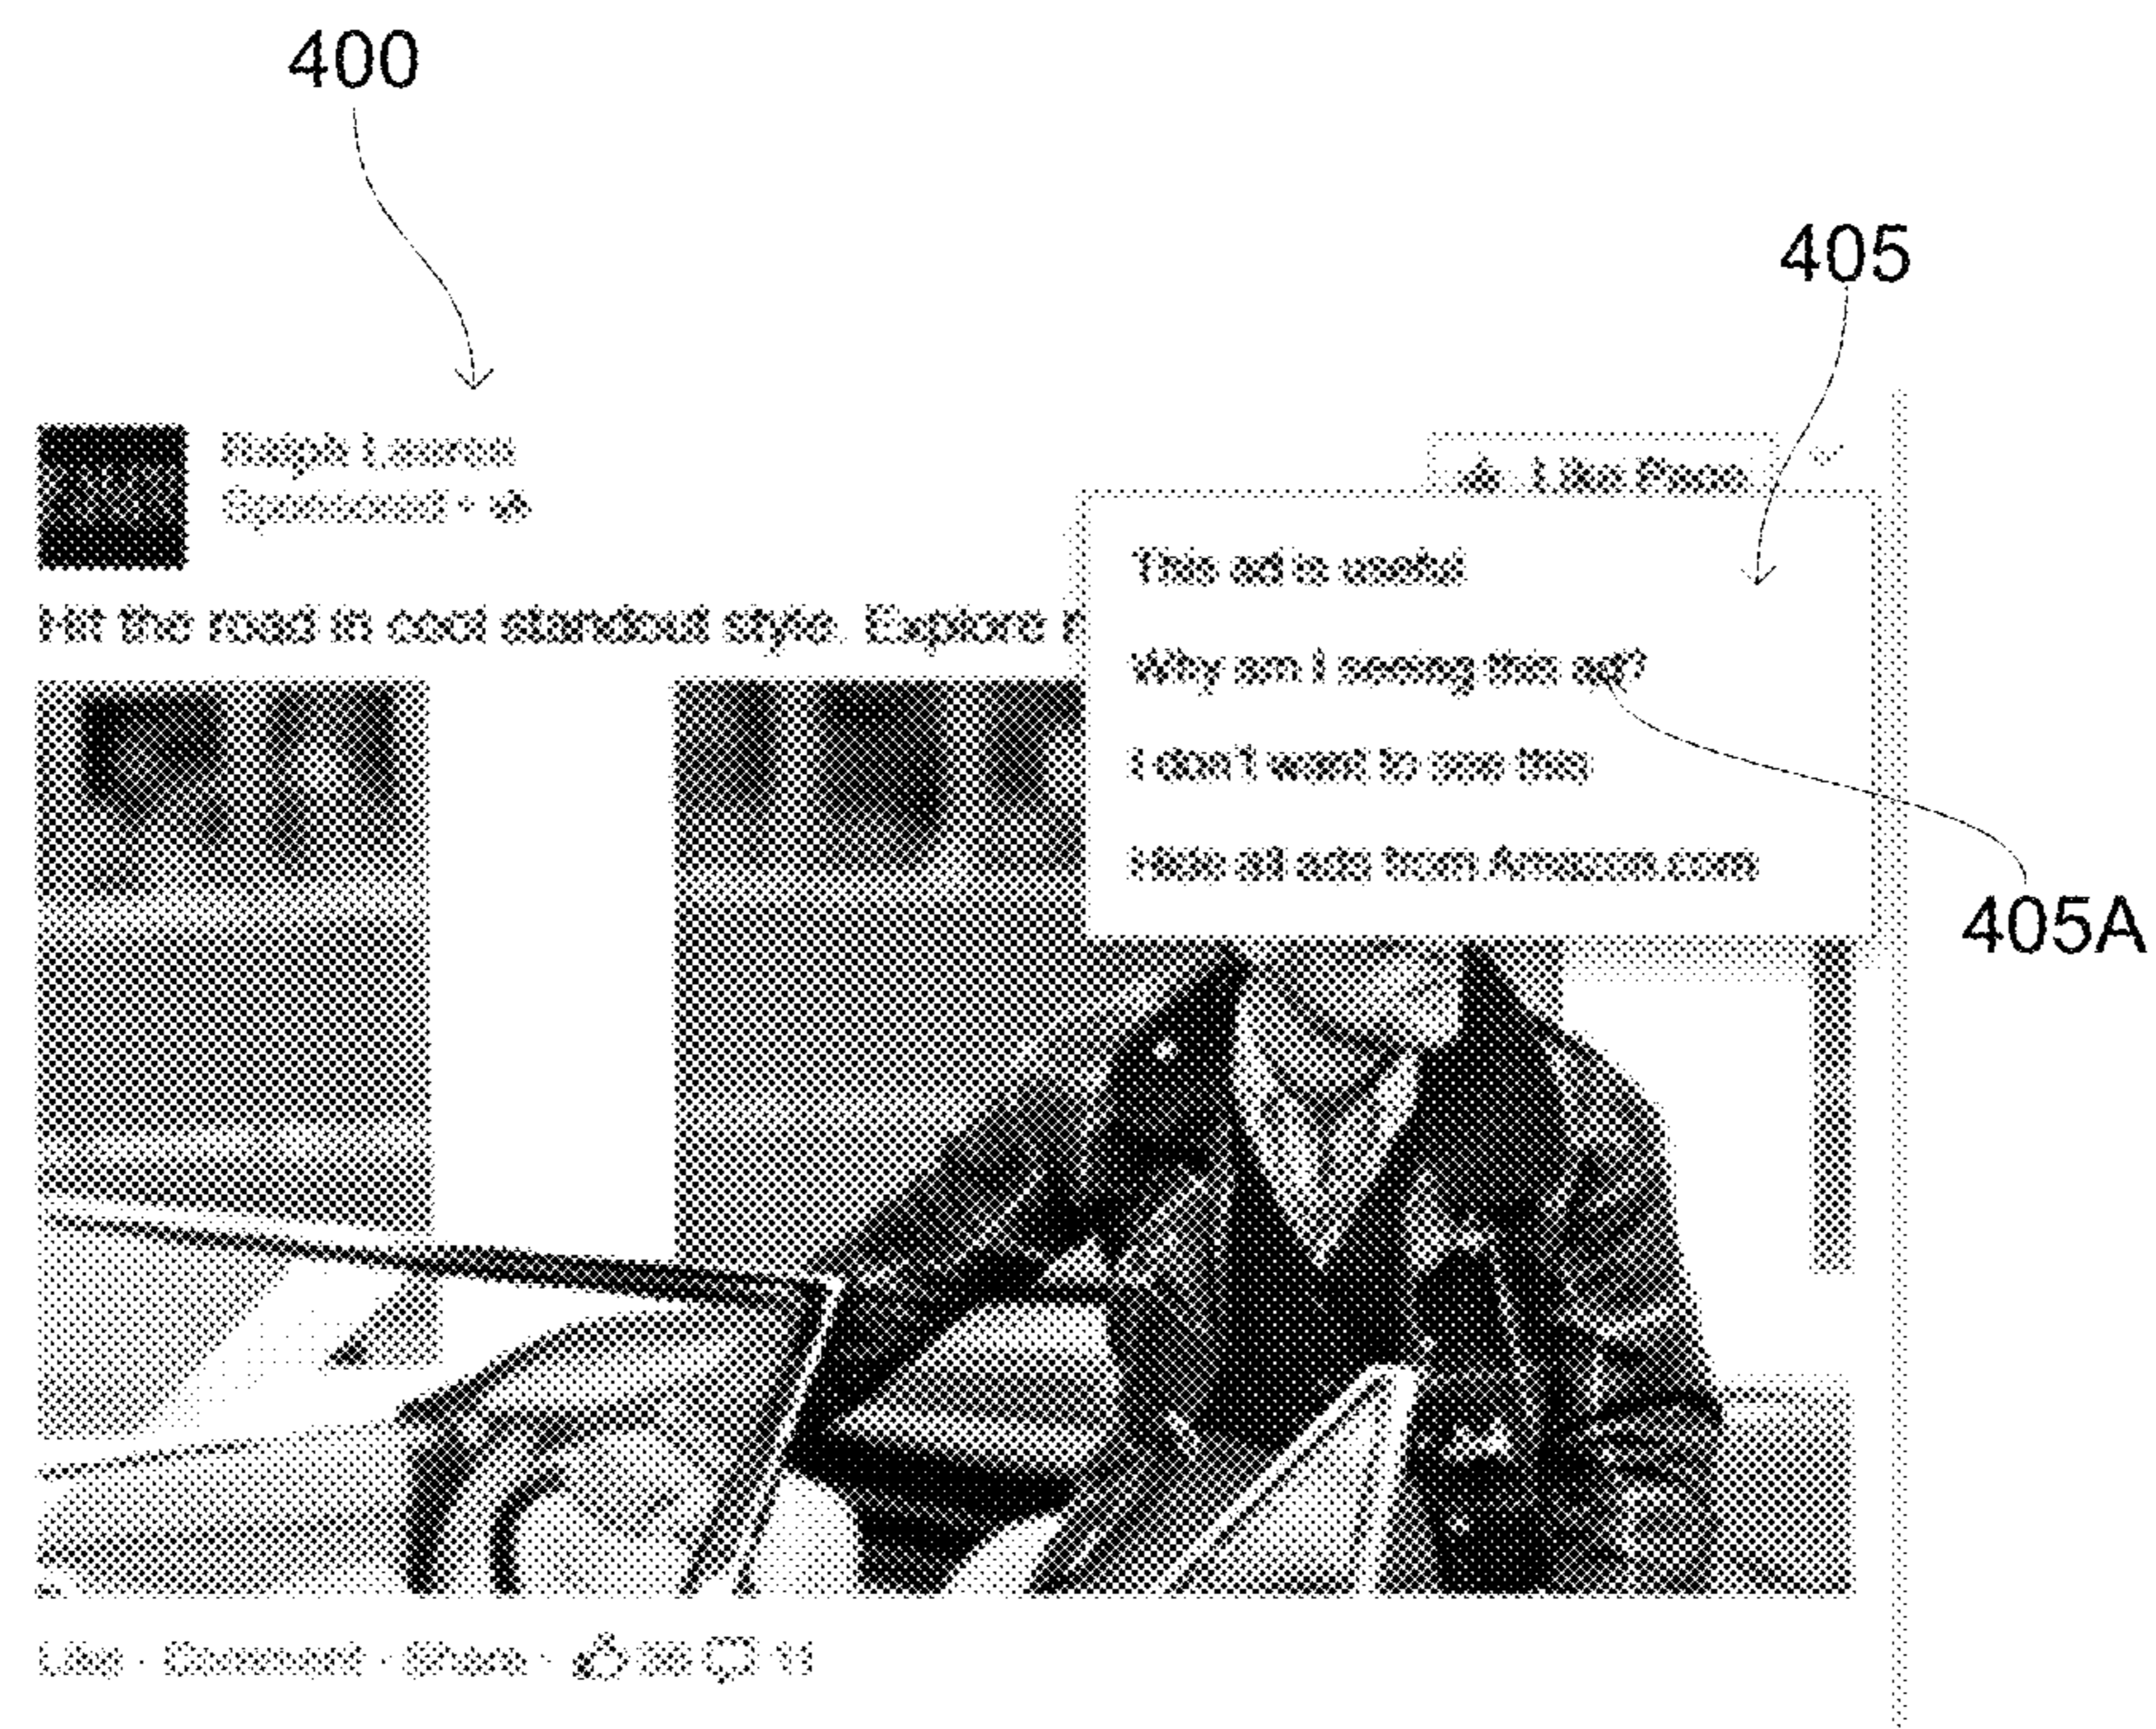 400
405
Ralph Lauren
Sponsored ·
Like Page
This ad is useful
Hit the road in cool standout style. Explore
Why am I seeing this ad?
I don't want to see this
Hide all ads from Amazon.com
405A
Like · Comment · Share · 11